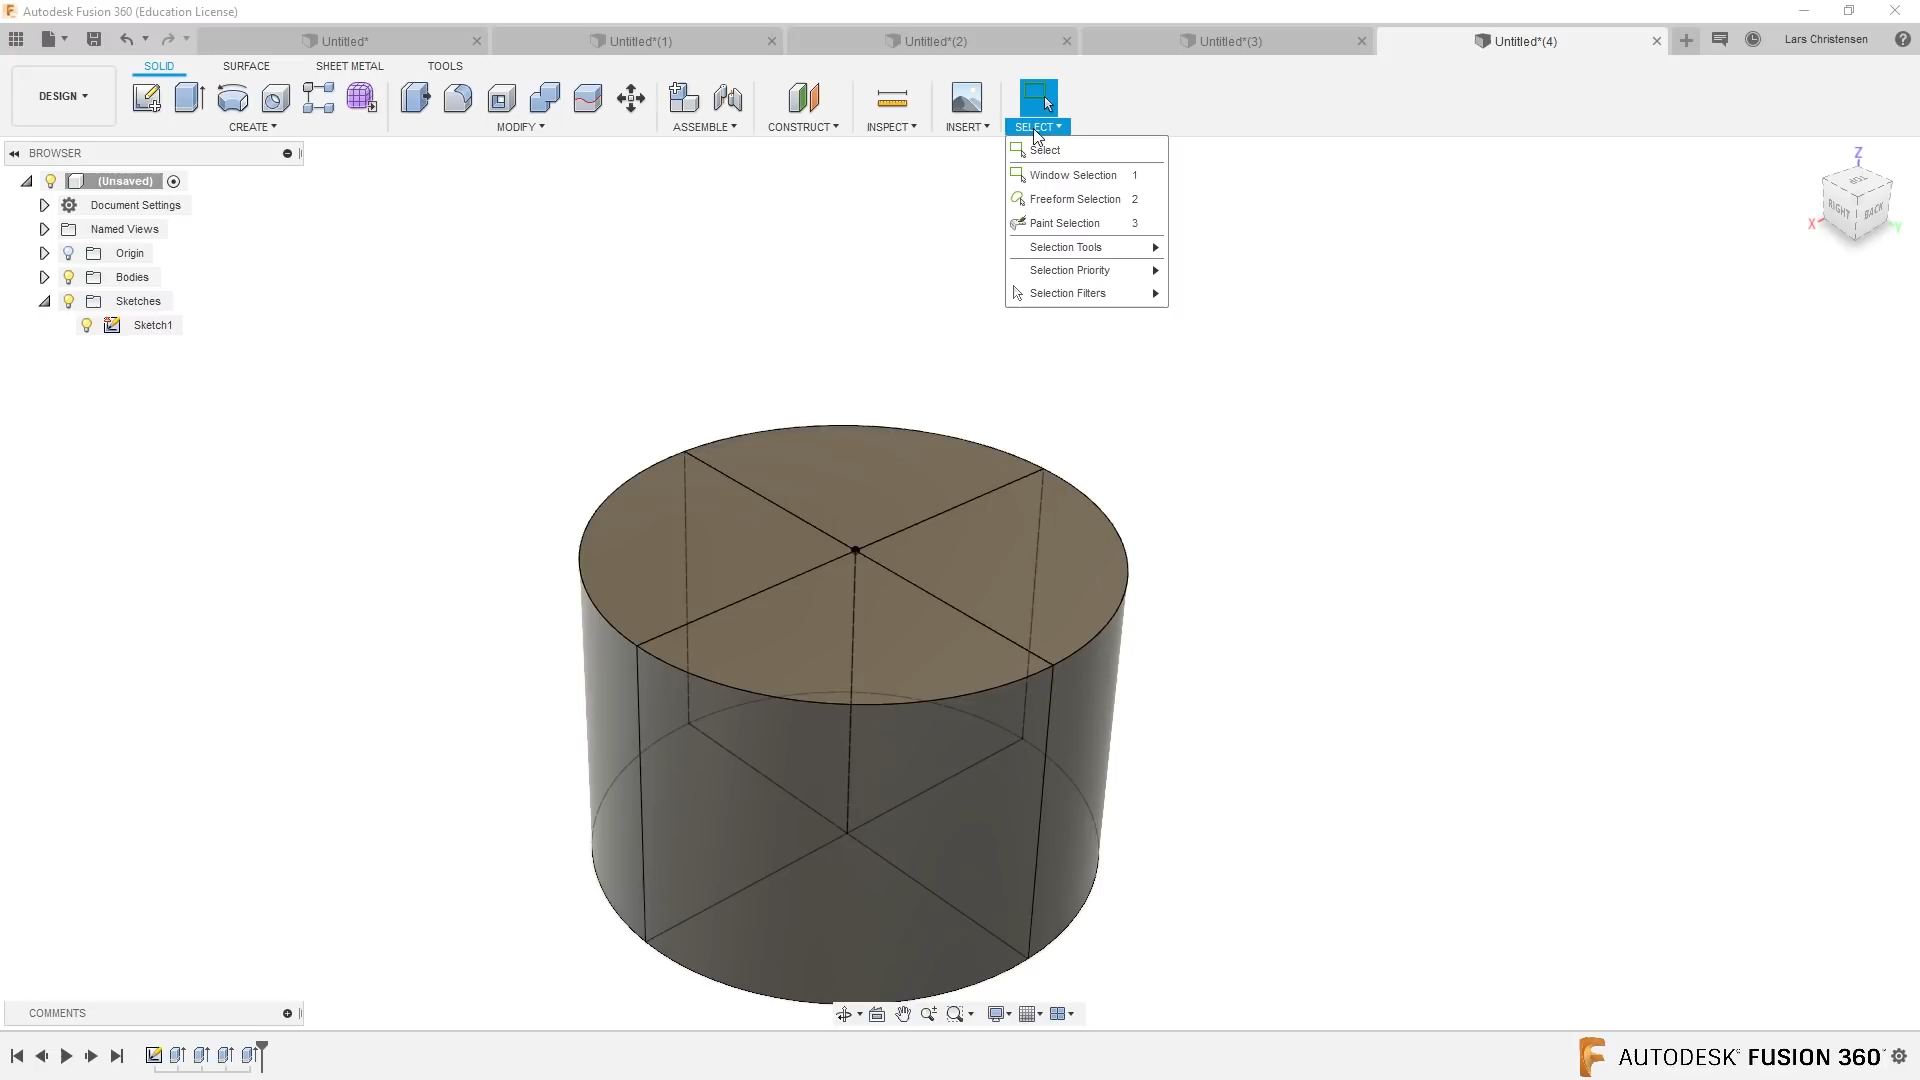 Autodesk Fusion 360 (Education License)
Untitled*
Untitled*(1)
Untitled*(2)
Untitled*(3)
Untitled*(4)
Lars Christensen
SOLID
SURFACE
SHEET METAL
TOOLS
DESIGN
CREATE
MODIFY
ASSEMBLE
CONSTRUCT
INSPECT
INSERT
SELECT
BROWSER
(Unsaved)
Document Settings
Named Views
Origin
Bodies
Sketches
Sketch1
Select
Window Selection 1
Freeform Selection 2
Paint Selection 3
Selection Tools
Selection Priority
Selection Filters
Z
TOP
RIGHT
BACK
X
Y
COMMENTS
AUTODESK FUSION 360